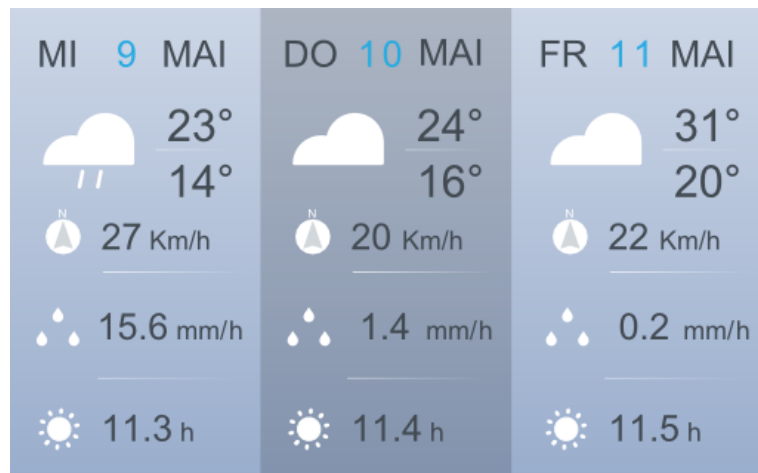 MI 9 MAI
23°
14°
N
27 Km/h
15.6 mm/h
11.3 h
DO 10 MAI
24°
16°
N
20 Km/h
1.4 mm/h
11.4 h
FR 11 MAI
31°
20°
N
22 Km/h
0.2 mm/h
11.5 h